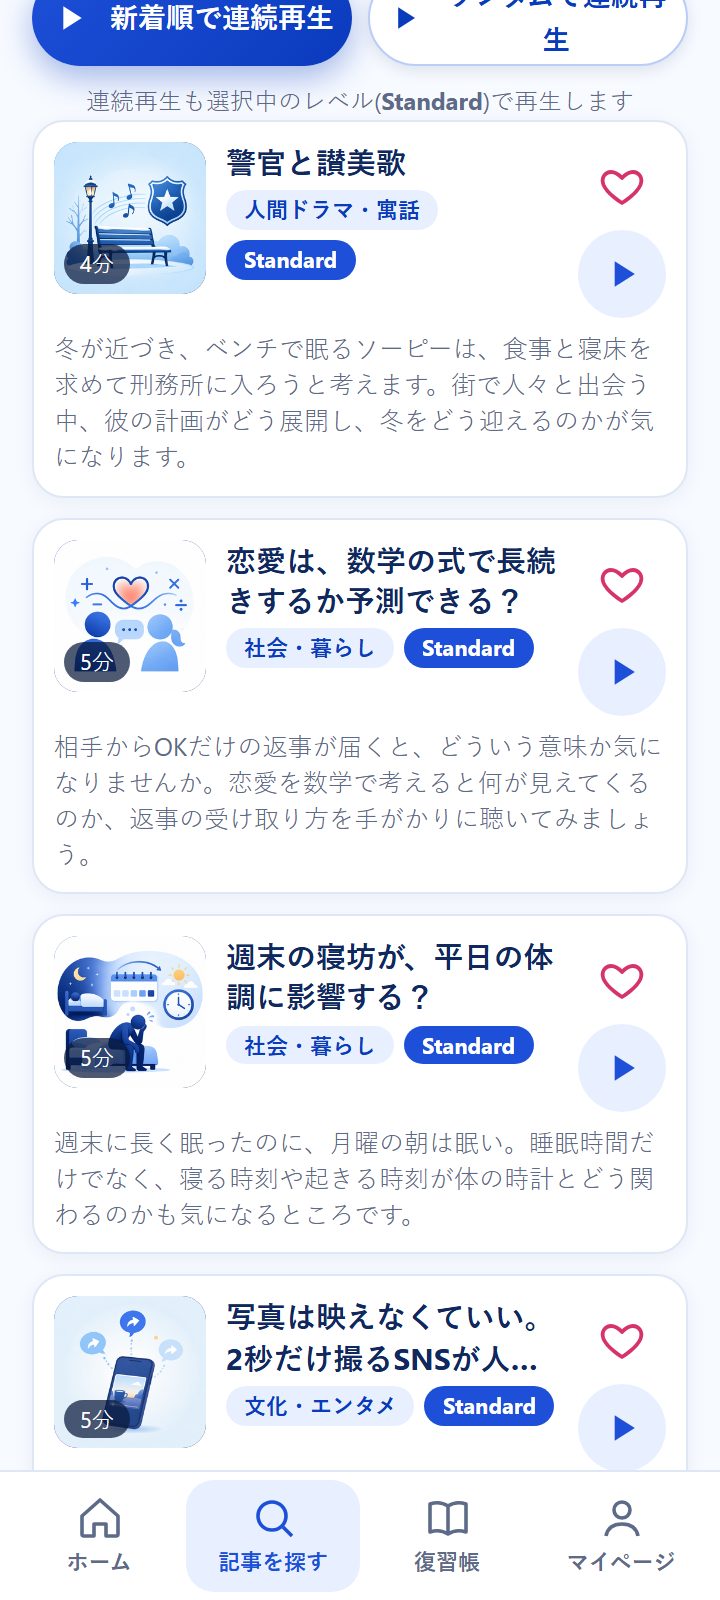 新着順で連続再生
ランダムで連続再
生
連続再生も選択中のレベル(Standard)で再生します
警官と讃美歌
人間ドラマ・寓話
Standard
4分
冬が近づき、ベンチで眠るソーピーは、食事と寝床を
求めて刑務所に入ろうと考えます。街で人々と出会う
中、彼の計画がどう展開し、冬をどう迎えるのかが気
になります。
恋愛は、数学の式で長続
きするか予測できる？
社会・暮らし Standard
5分
相手からOKだけの返事が届くと、どういう意味か気に
なりませんか。恋愛を数学で考えると何が見えてくる
のか、返事の受け取り方を手がかりに聴いてみましょ
う。
週末の寝坊が、平日の体
調に影響する？
社会・暮らし Standard
5分
週末に長く眠ったのに、月曜の朝は眠い。睡眠時間だ
けでなく、寝る時刻や起きる時刻が体の時計とどう関
わるのかも気になるところです。
写真は映えなくていい。
2秒だけ撮るSNSが人...
文化・エンタメ Standard
5分
ホーム 記事を探す 復習帳 マイページ